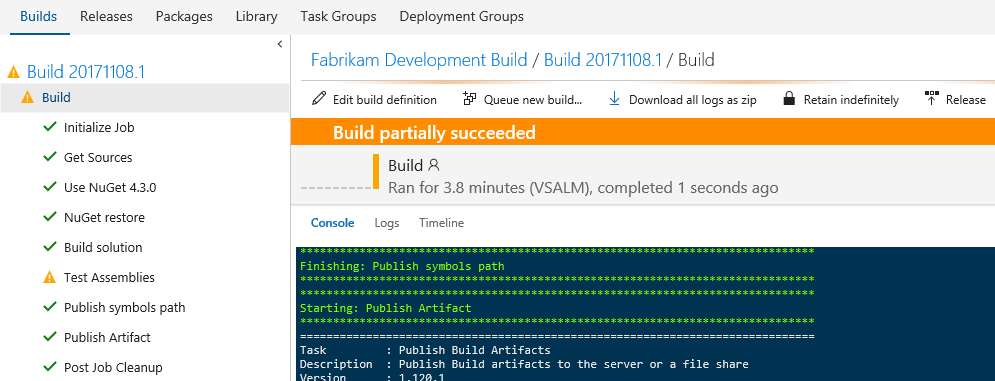 Builds Releases Packages Library Task Groups Deployment Groups
Build 20171108.1
Build
Initialize Job
Get Sources
Use NuGet 4.3.0
NuGet restore
Build solution
Test Assemblies
Publish symbols path
Publish Artifact
Post Job Cleanup
Fabrikam Development Build / Build 20171108.1 / Build
Edit build definition Queue new build... Download all logs as zip Retain indefinitely Release
Build partially succeeded
Build
Ran for 3.8 minutes (VSALM), completed 1 seconds ago
Console Logs Timeline
******************************************************************************
Finishing: Publish symbols path
******************************************************************************
******************************************************************************
Starting: Publish Artifact
******************************************************************************
==============================================================================
Task : Publish Build Artifacts
Description : Publish Build artifacts to the server or a file share
Version : 1.120.1